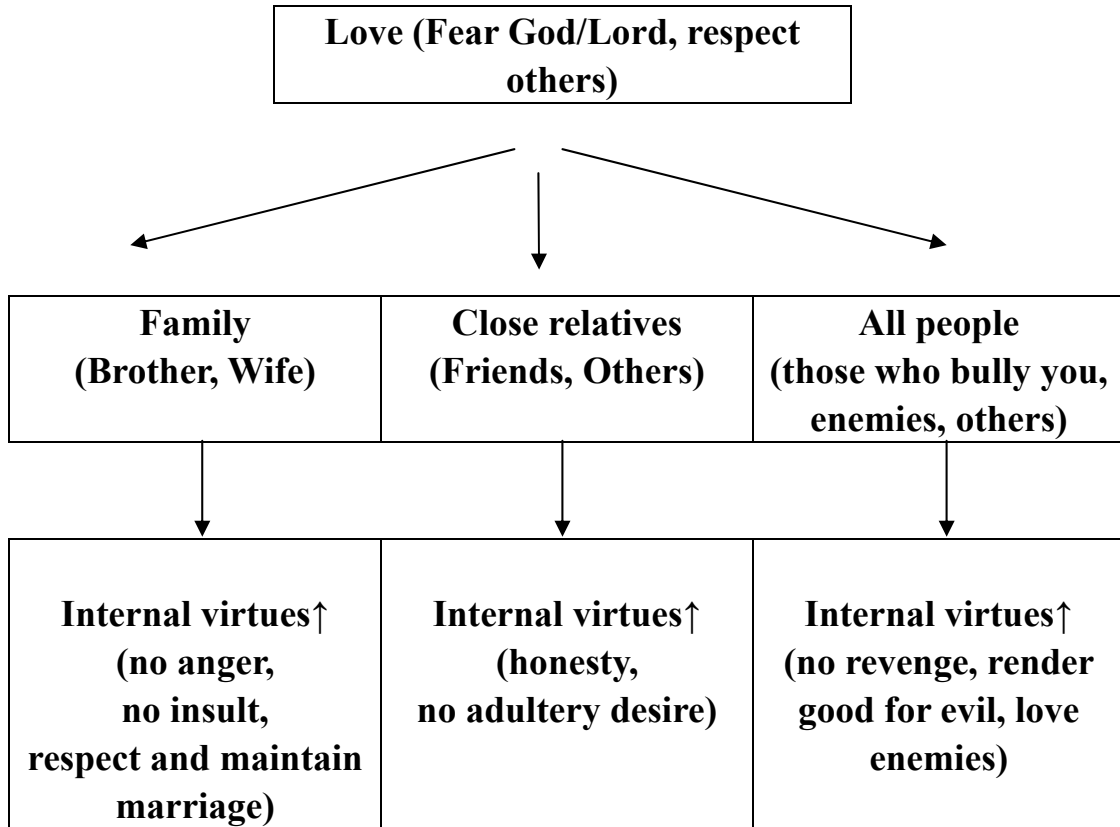 Love (Fear God/Lord, respect
others)
Family
(Brother, Wife)
Close relatives
(Friends, Others)
All people
(those who bully you,
enemies, others)
Internal virtues↑
(no anger,
no insult,
respect and maintain
marriage)
Internal virtues↑
(honesty,
no adultery desire)
Internal virtues↑
(no revenge, render
good for evil, love
enemies)